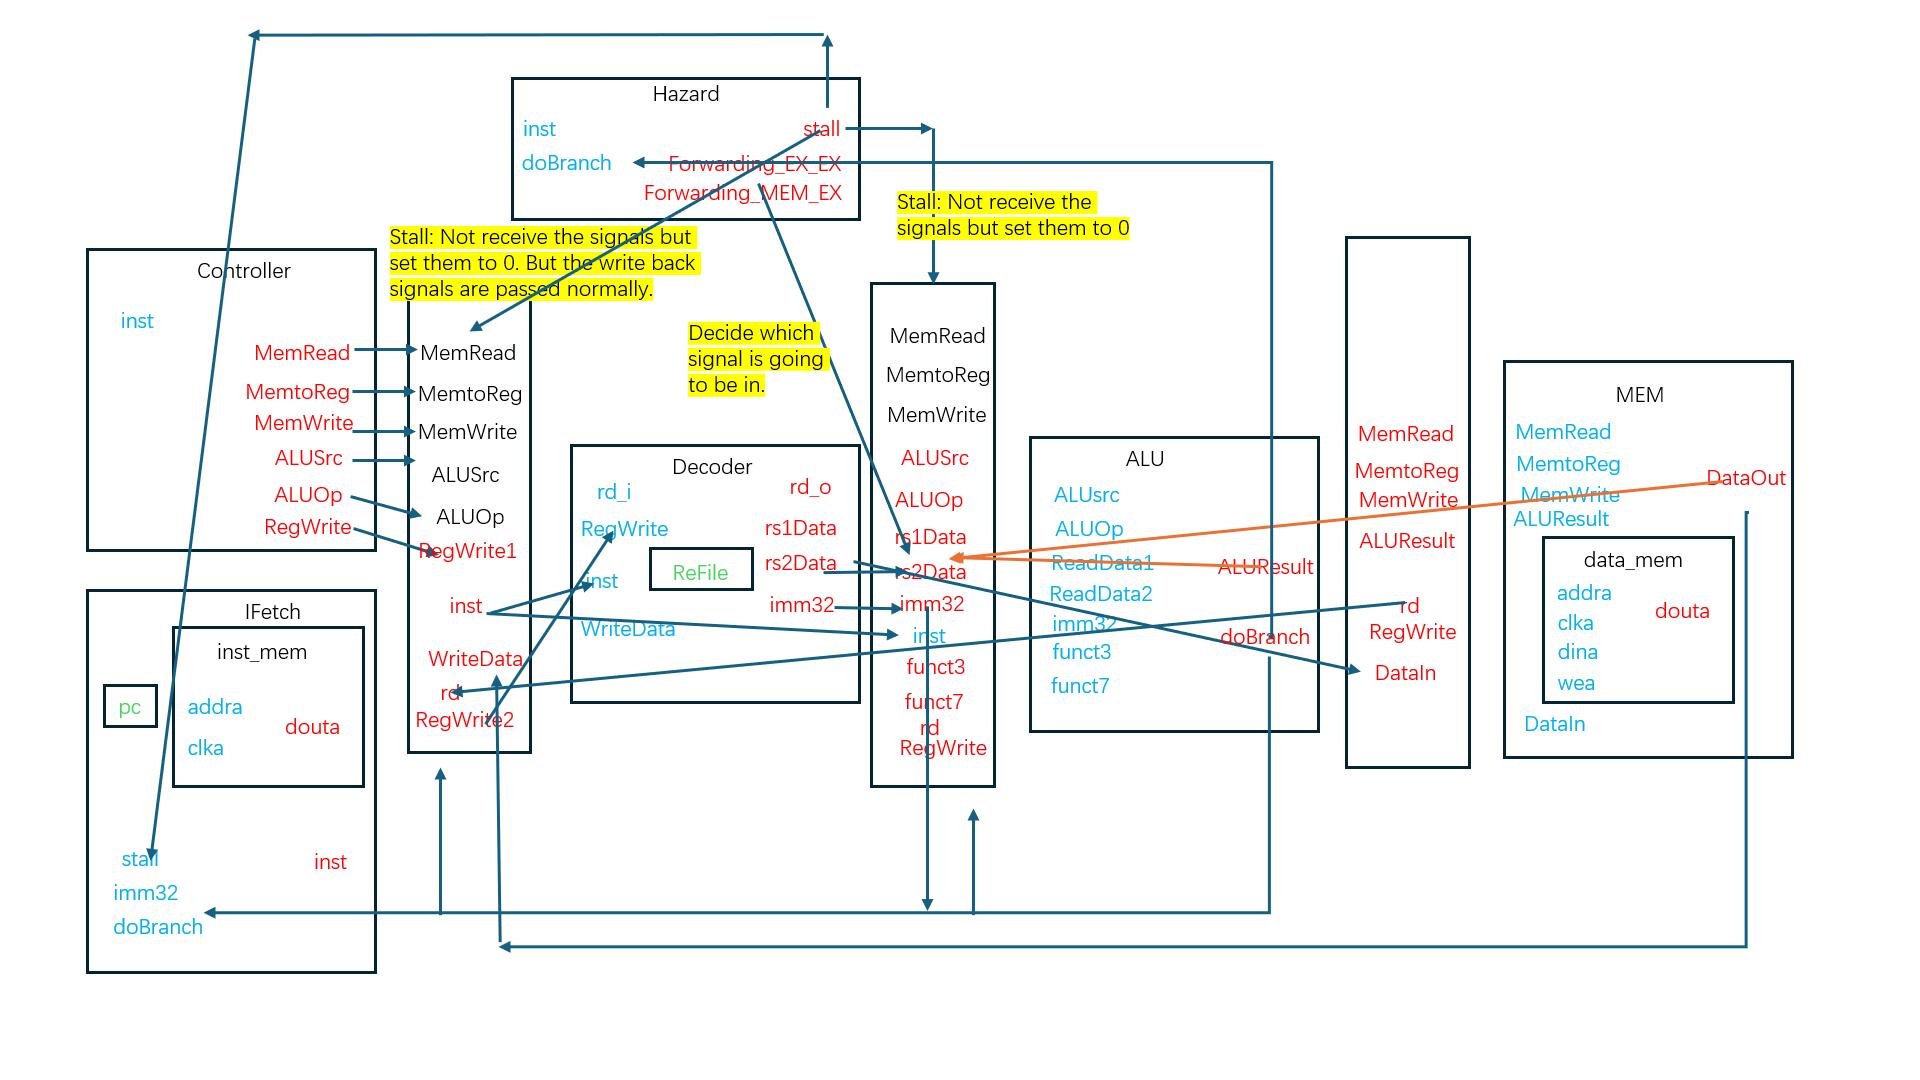 Hazard
inst
stall
doBranch
Forwarding_EX_EX
Forwarding_MEM_EX
Stall: Not receive the
signals but set them to 0
Stall: Not receive the signals but
set them to 0. But the write back
signals are passed normally.
Decide which
signal is going
to be in.
Controller
inst
MemRead
MemtoReg
MemWrite
ALUSrc
ALUOp
RegWrite
IFetch
inst_mem
pc
addra
douta
clka
stall
inst
imm32
doBranch
MemRead
MemtoReg
MemWrite
ALUSrc
ALUOp
RegWrite1
inst
WriteData
rd
RegWrite2
Decoder
rd_i
rd_o
RegWrite
rs1Data
rs2Data
ReFile
inst
imm32
WriteData
MemRead
MemtoReg
MemWrite
ALUSrc
ALUOp
rs1Data
rs2Data
imm32
inst
funct3
funct7
rd
RegWrite
ALU
ALUsrc
ALUOp
ReadData1
ALUResult
ReadData2
imm32
doBranch
funct3
funct7
MemRead
MemtoReg
MemWrite
ALUResult
rd
RegWrite
DataIn
MEM
MemRead
MemtoReg
DataOut
MemWrite
ALUResult
data_mem
addra
douta
clka
dina
wea
DataIn